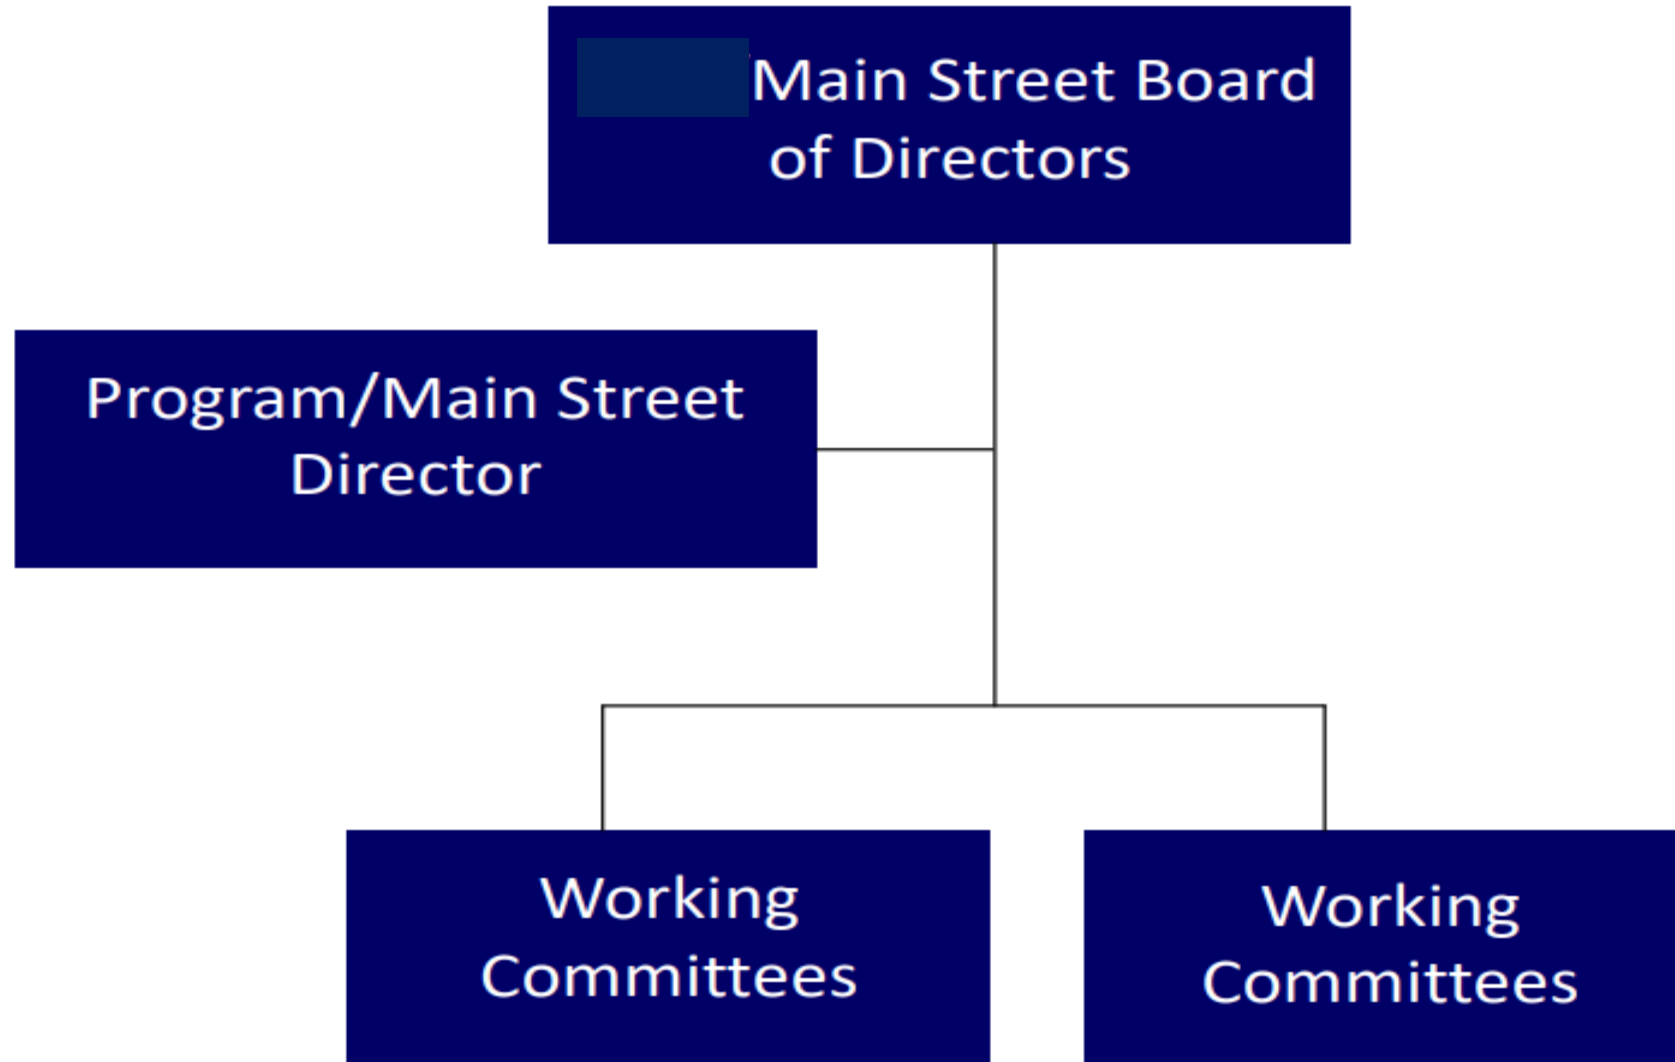 Main Street Board
of Directors
Program/Main Street
Director
Working
Committees
Working
Committees